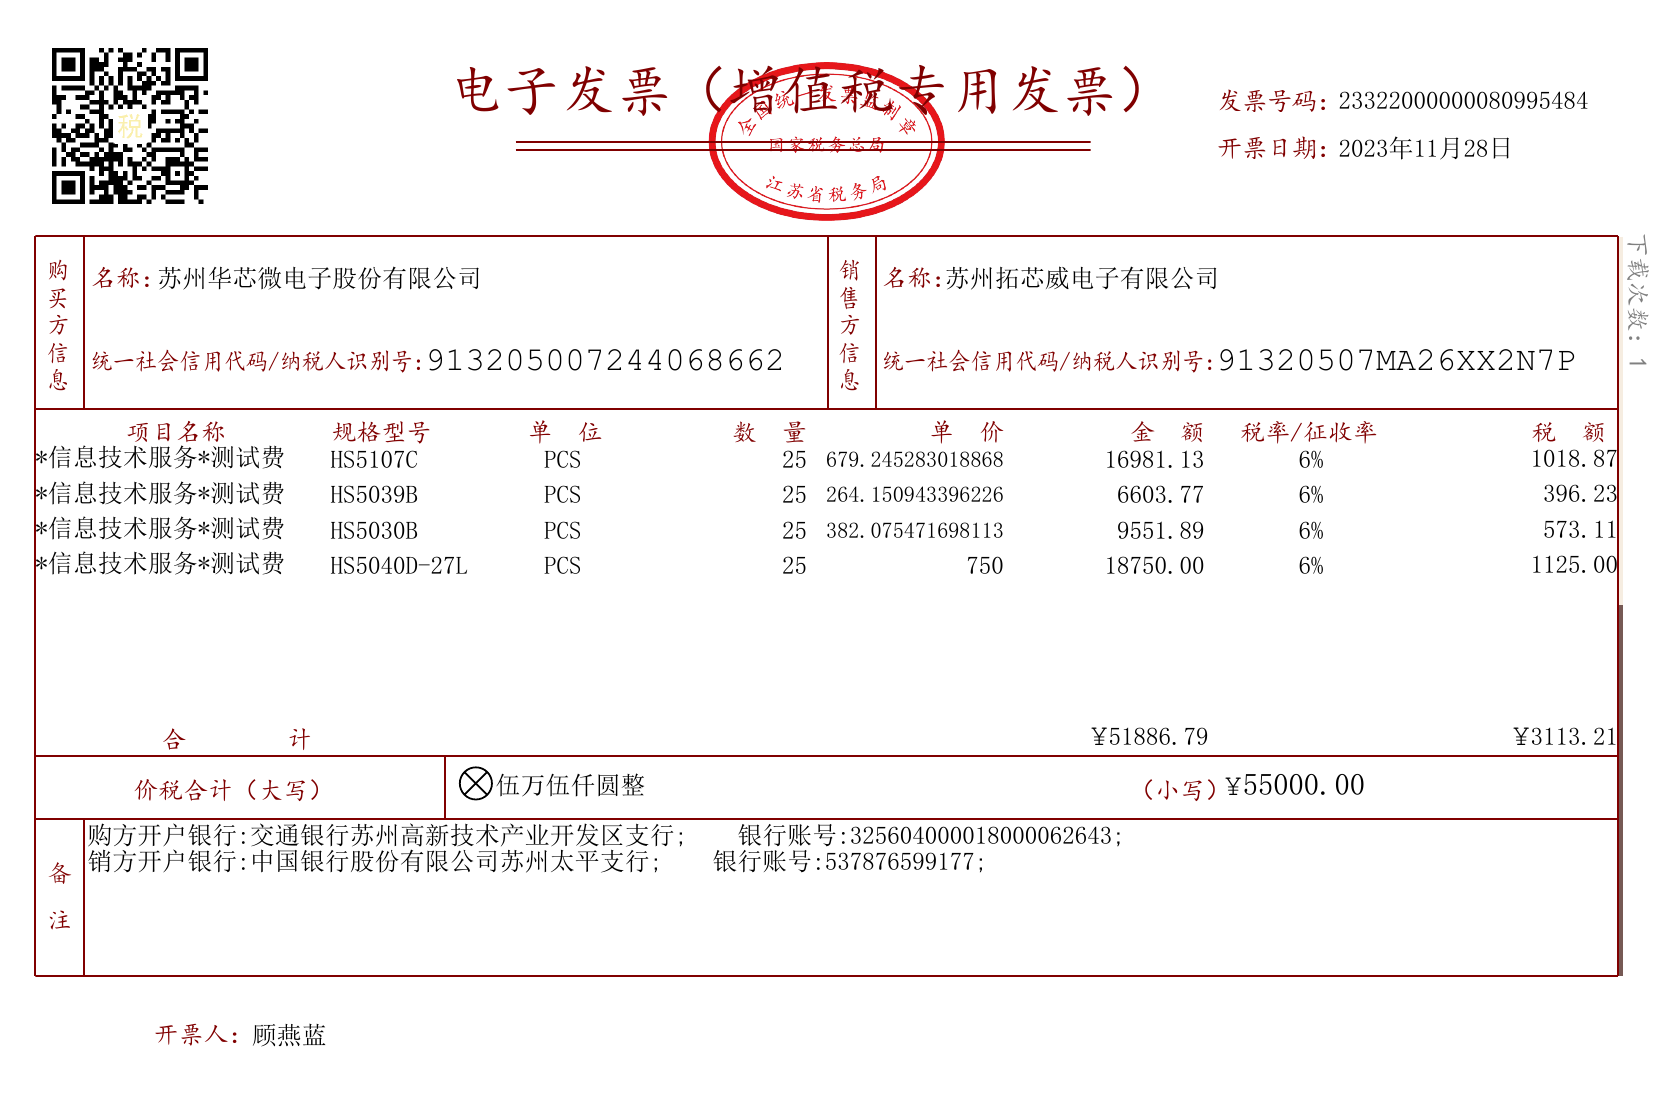 电子发票（增值税专用发票）
全国统一发票监制章
国家税务总局
江苏省税务局
税
发票号码：23322000000080995484
开票日期：2023年11月28日
下载次数：1
购买方信息
名称：苏州华芯微电子股份有限公司
统一社会信用代码/纳税人识别号：913205007244068662
销售方信息
名称：苏州拓芯威电子有限公司
统一社会信用代码/纳税人识别号：91320507MA26XX2N7P
项目名称 规格型号 单 位 数 量 单 价 金 额 税率/征收率 税 额
*信息技术服务*测试费 HS5107C PCS 25 679.245283018868 16981.13 6% 1018.87
*信息技术服务*测试费 HS5039B PCS 25 264.150943396226 6603.77 6% 396.23
*信息技术服务*测试费 HS5030B PCS 25 382.075471698113 9551.89 6% 573.11
*信息技术服务*测试费 HS5040D-27L PCS 25 750 18750.00 6% 1125.00
合 计 ¥51886.79 ¥3113.21
价税合计（大写） ⊗伍万伍仟圆整 （小写）¥55000.00
备注
购方开户银行:交通银行苏州高新技术产业开发区支行; 银行账号:325604000018000062643;
销方开户银行:中国银行股份有限公司苏州太平支行; 银行账号:537876599177;
开票人：顾燕蓝